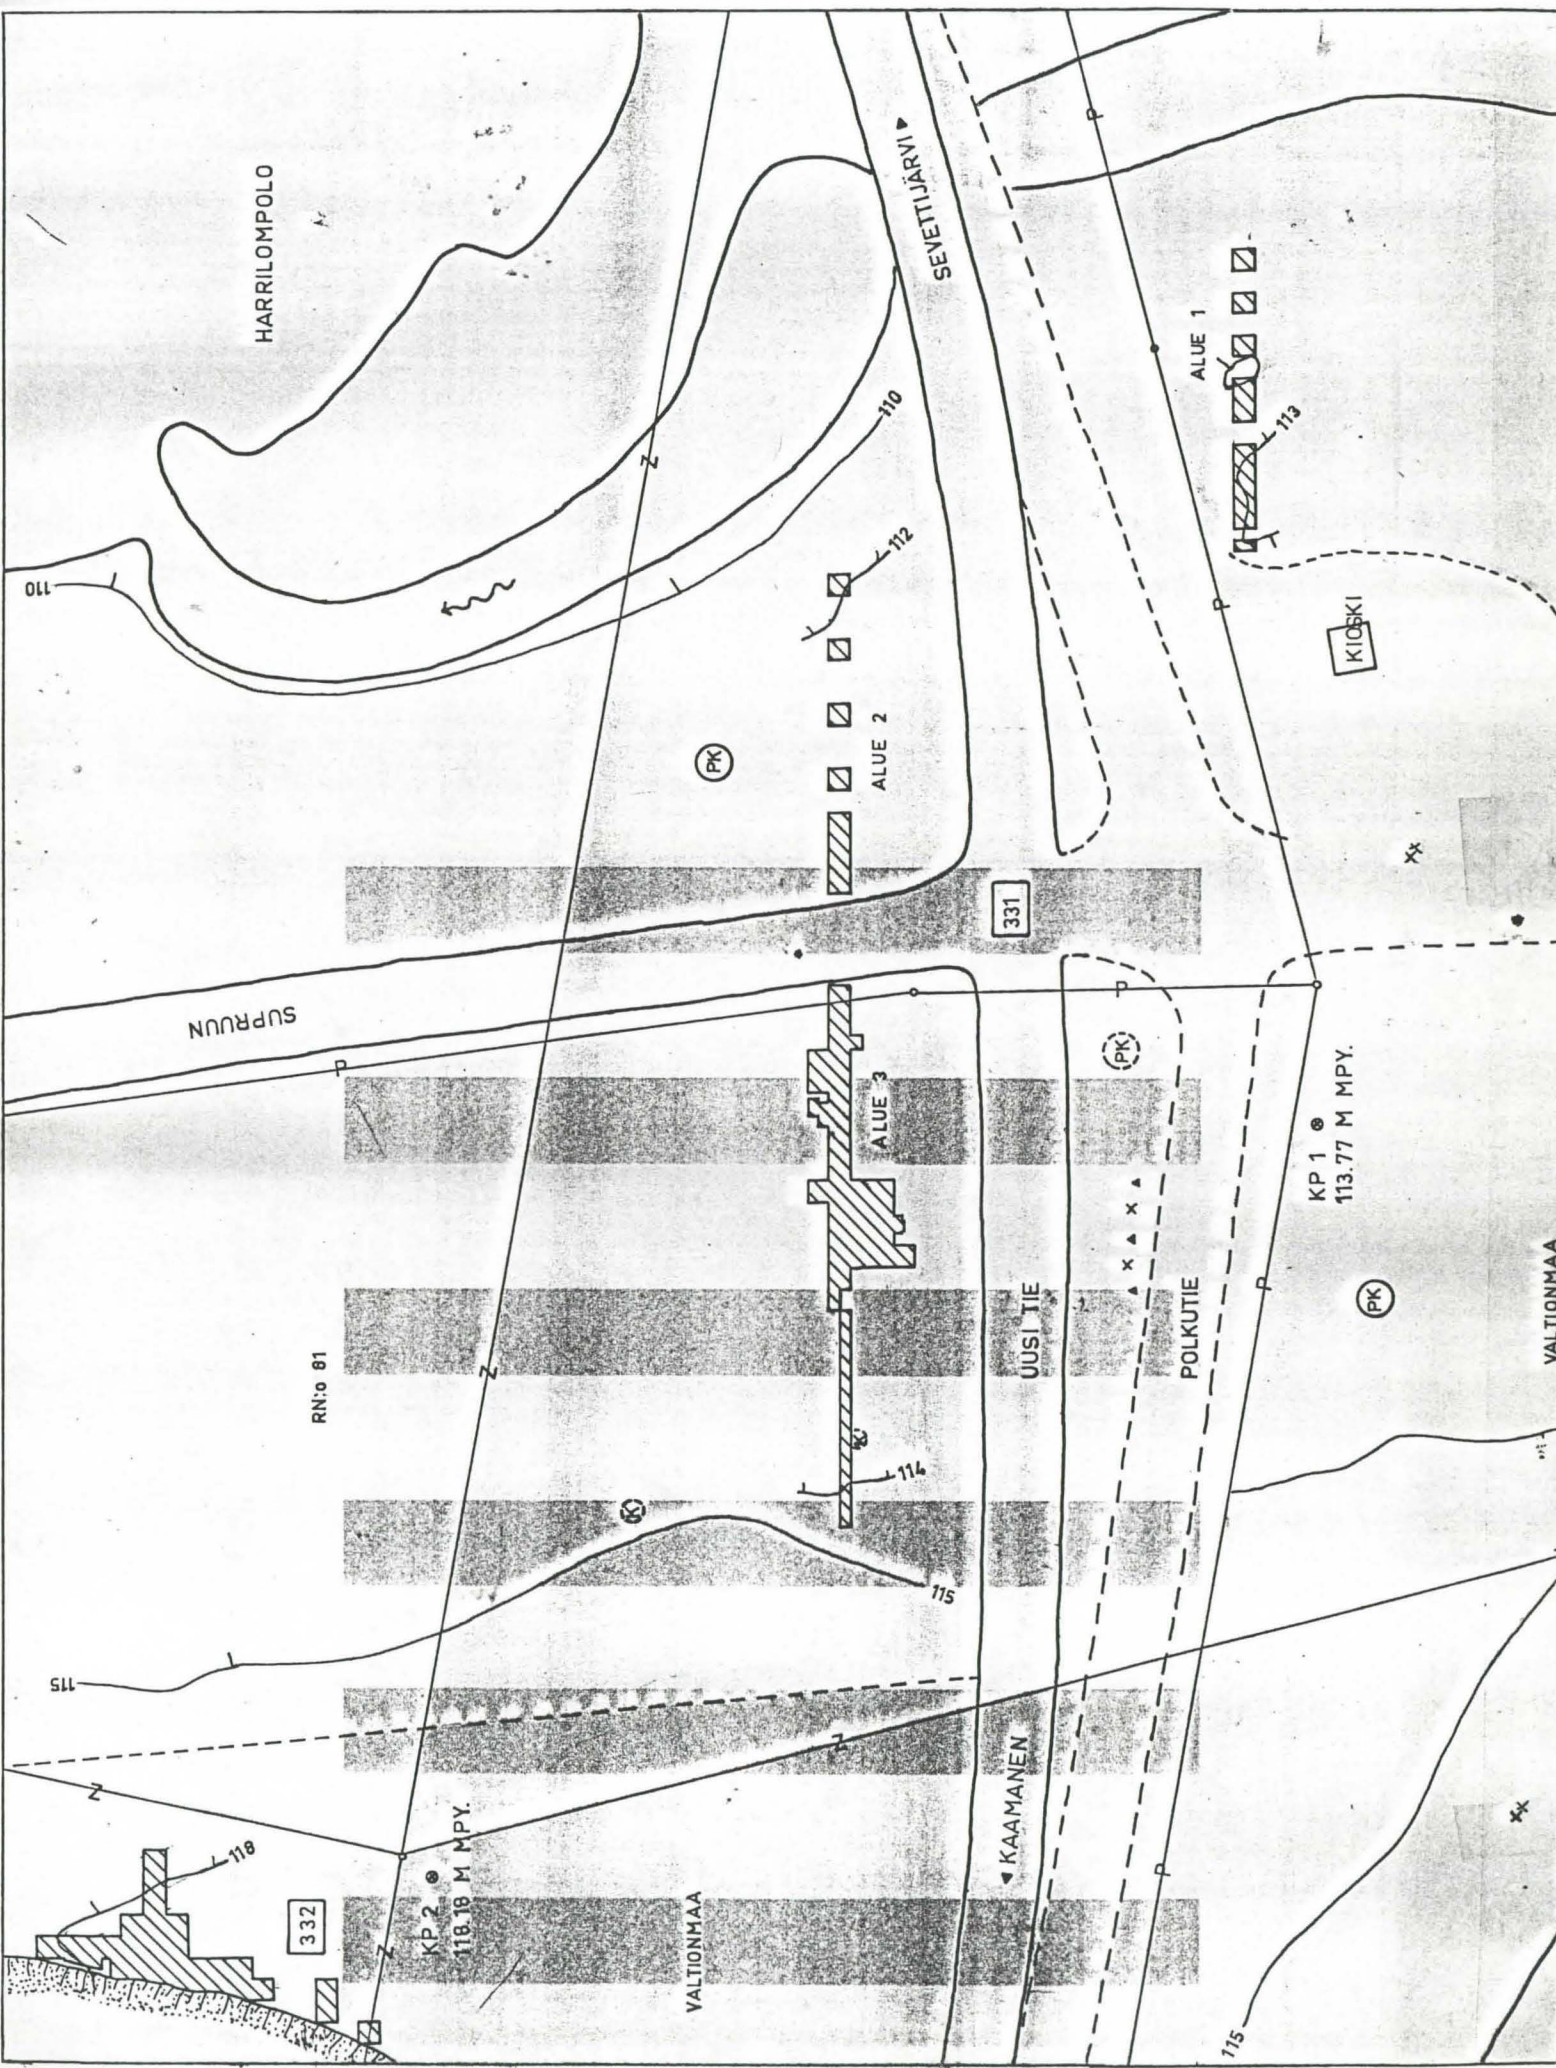 HARRILOMPOLO
SEVETTIJÄRVI
ALUE 1
110
110
112
113
KIOSKI
PK
ALUE 2
331
SUPRUUN
P
P
P
P
P
P
Z
Z
Z
Z
Z
ALUE 3
PK
KP 1
113.77 M MPY.
PK
UUSI TIE
POLKUTIE
VALTIONMAA
RN:o 81
K
114
115
115
115
KAAMANEN
118
332
KP 2
118.18 M MPY.
VALTIONMAA